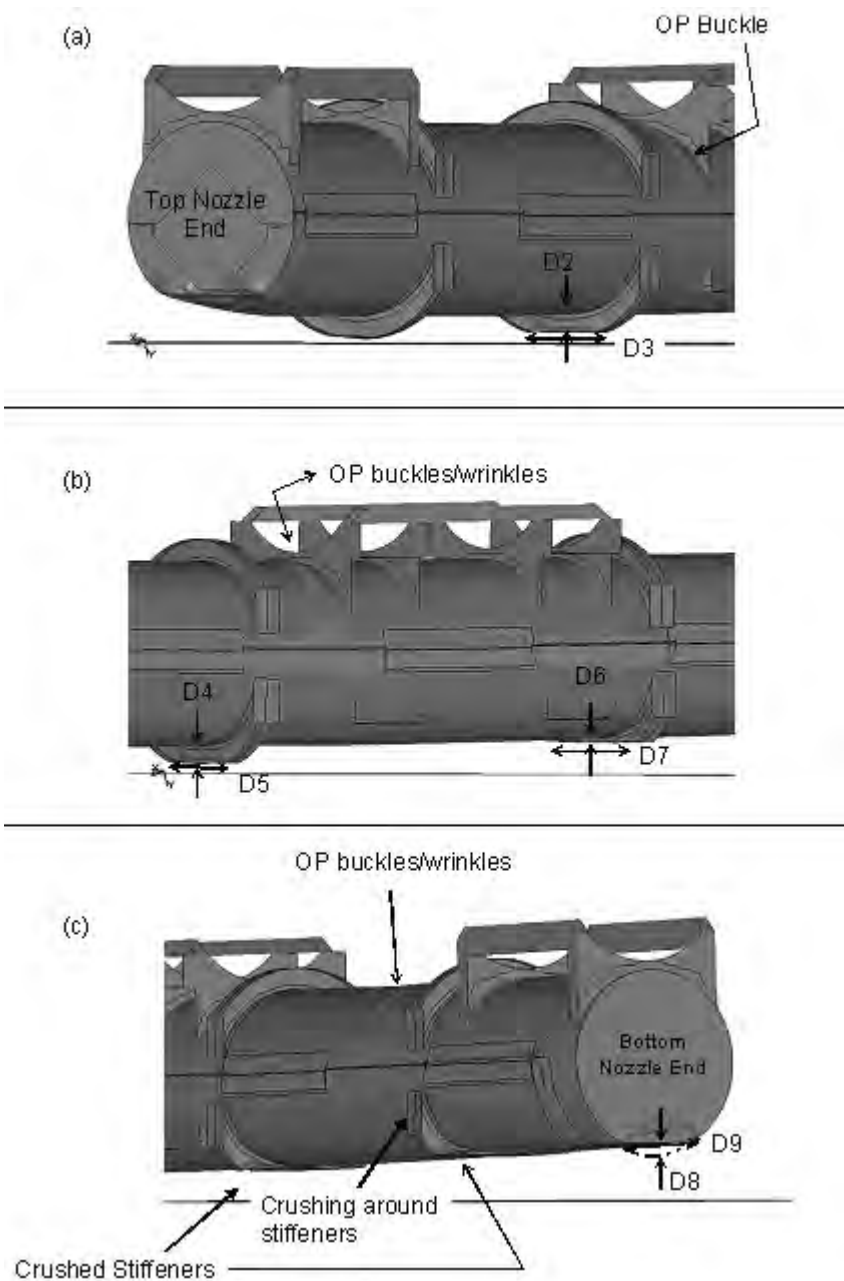 (a)
OP Buckle
Top Nozzle
End
D2
D3
(b)
OP buckles/wrinkles
D4
D6
D7
D5
OP buckles/wrinkles
(c)
Bottom
Nozzle End
D9
D8
Crushing around
stiffeners
Crushed Stiffeners